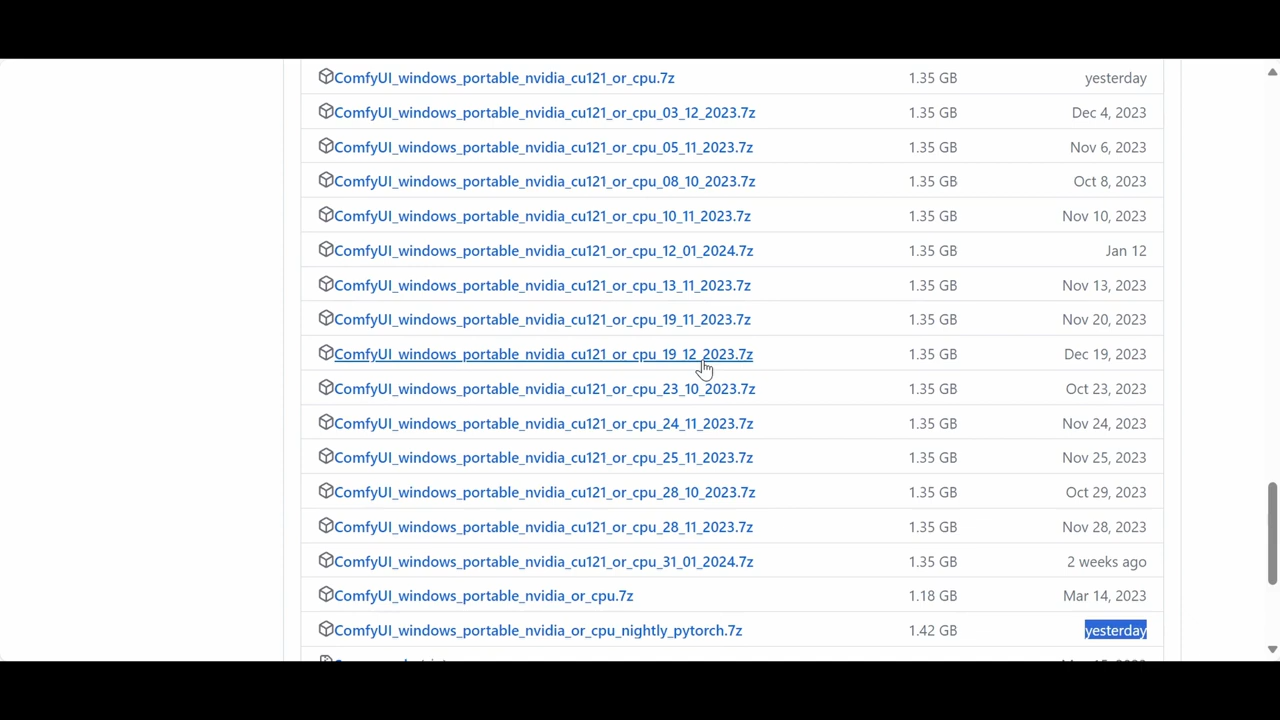 ComfyUI_windows_portable_nvidia_cu121_or_cpu.7z 1.35 GB yesterday
ComfyUI_windows_portable_nvidia_cu121_or_cpu_03_12_2023.7z 1.35 GB Dec 4, 2023
ComfyUI_windows_portable_nvidia_cu121_or_cpu_05_11_2023.7z 1.35 GB Nov 6, 2023
ComfyUI_windows_portable_nvidia_cu121_or_cpu_08_10_2023.7z 1.35 GB Oct 8, 2023
ComfyUI_windows_portable_nvidia_cu121_or_cpu_10_11_2023.7z 1.35 GB Nov 10, 2023
ComfyUI_windows_portable_nvidia_cu121_or_cpu_12_01_2024.7z 1.35 GB Jan 12
ComfyUI_windows_portable_nvidia_cu121_or_cpu_13_11_2023.7z 1.35 GB Nov 13, 2023
ComfyUI_windows_portable_nvidia_cu121_or_cpu_19_11_2023.7z 1.35 GB Nov 20, 2023
ComfyUI_windows_portable_nvidia_cu121_or_cpu_19_12_2023.7z 1.35 GB Dec 19, 2023
ComfyUI_windows_portable_nvidia_cu121_or_cpu_23_10_2023.7z 1.35 GB Oct 23, 2023
ComfyUI_windows_portable_nvidia_cu121_or_cpu_24_11_2023.7z 1.35 GB Nov 24, 2023
ComfyUI_windows_portable_nvidia_cu121_or_cpu_25_11_2023.7z 1.35 GB Nov 25, 2023
ComfyUI_windows_portable_nvidia_cu121_or_cpu_28_10_2023.7z 1.35 GB Oct 29, 2023
ComfyUI_windows_portable_nvidia_cu121_or_cpu_28_11_2023.7z 1.35 GB Nov 28, 2023
ComfyUI_windows_portable_nvidia_cu121_or_cpu_31_01_2024.7z 1.35 GB 2 weeks ago
ComfyUI_windows_portable_nvidia_or_cpu.7z 1.18 GB Mar 14, 2023
ComfyUI_windows_portable_nvidia_or_cpu_nightly_pytorch.7z 1.42 GB yesterday